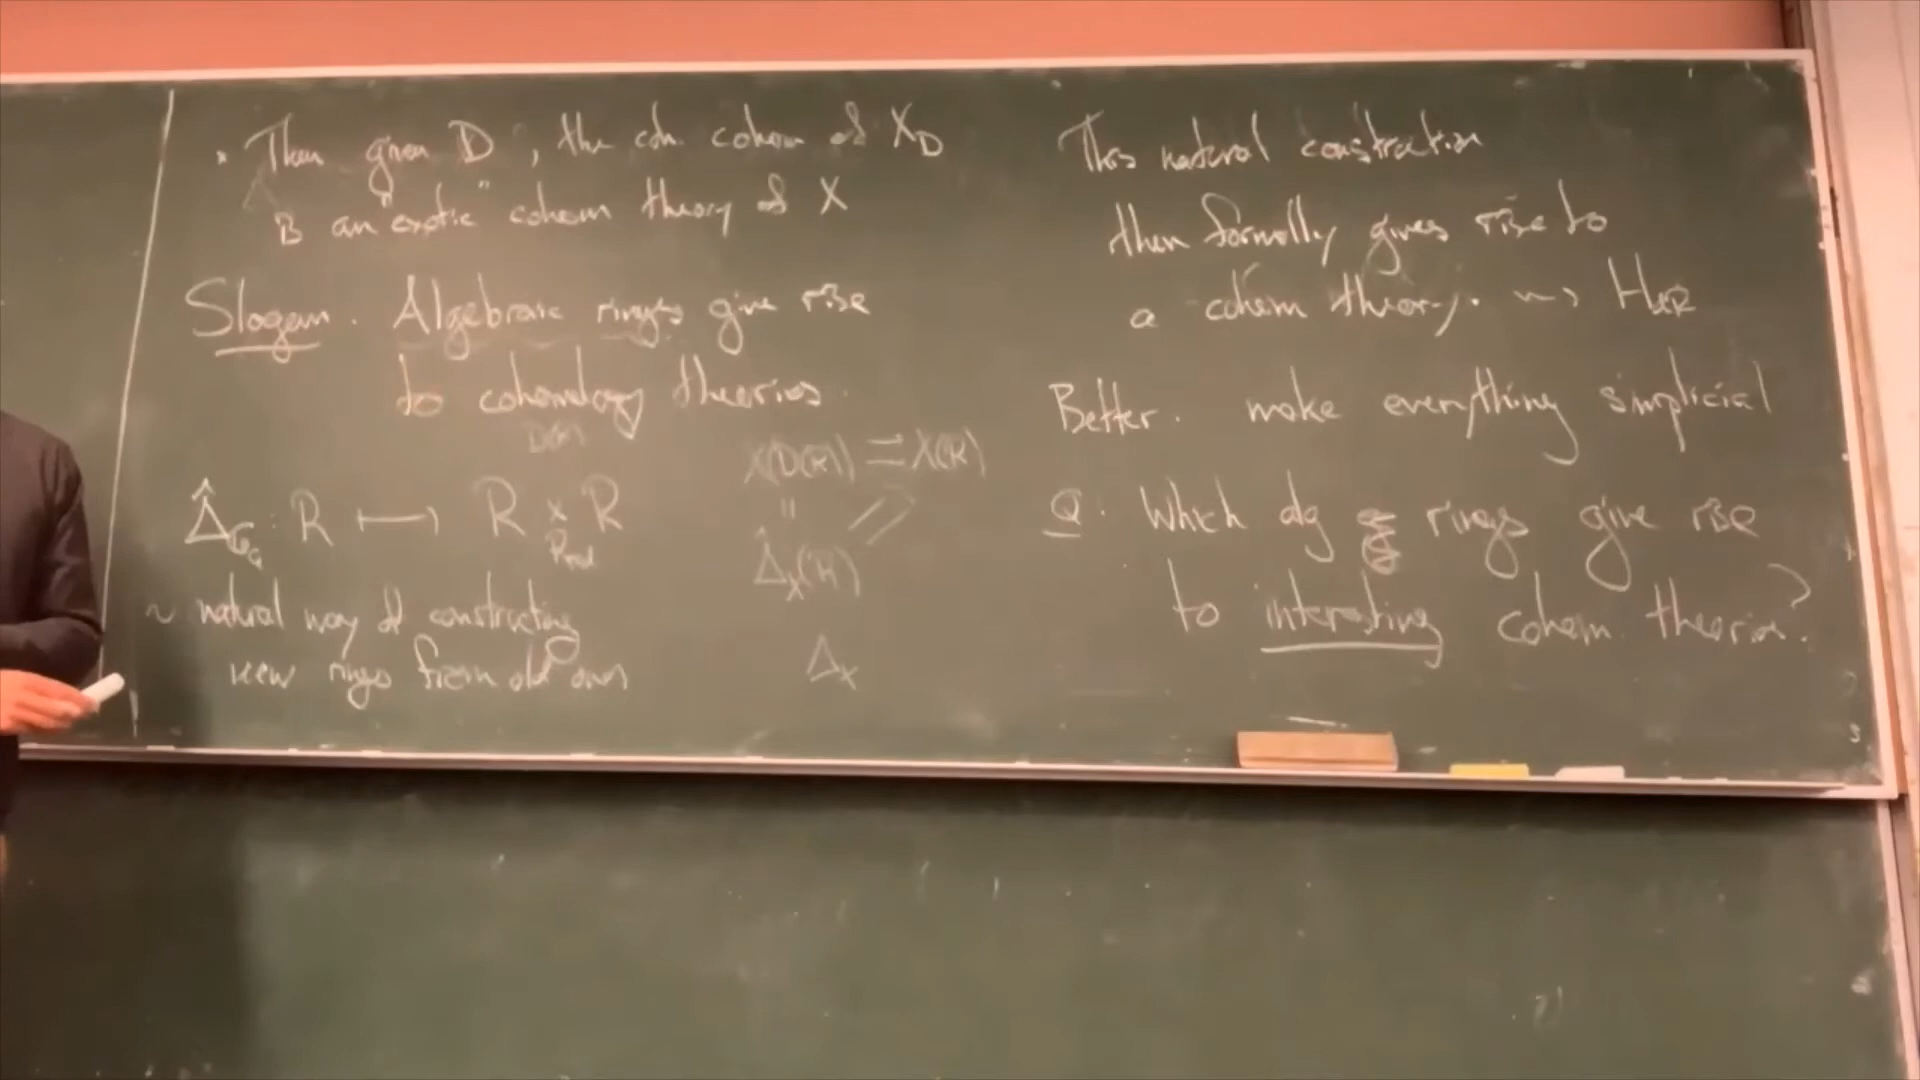 • Then given D, the coh. cohom of X_D
is an "exotic" cohom theory of X
Slogan. Algebraic rings give rise
to cohomology theories.
D(R)
X(D(R)) ⇉ X(R)
Δ̂_{G_a}: R ⟼ R ×_{R_red} R
Δ̂_X(R)
~ natural way of constructing
new rings from old ones
Δ_X
This natural construction
then formally gives rise to
a cohom theory. ⇝ H_dR
Better. make everything simplicial
Q. Which dg rings give rise
to interesting cohom. theories?